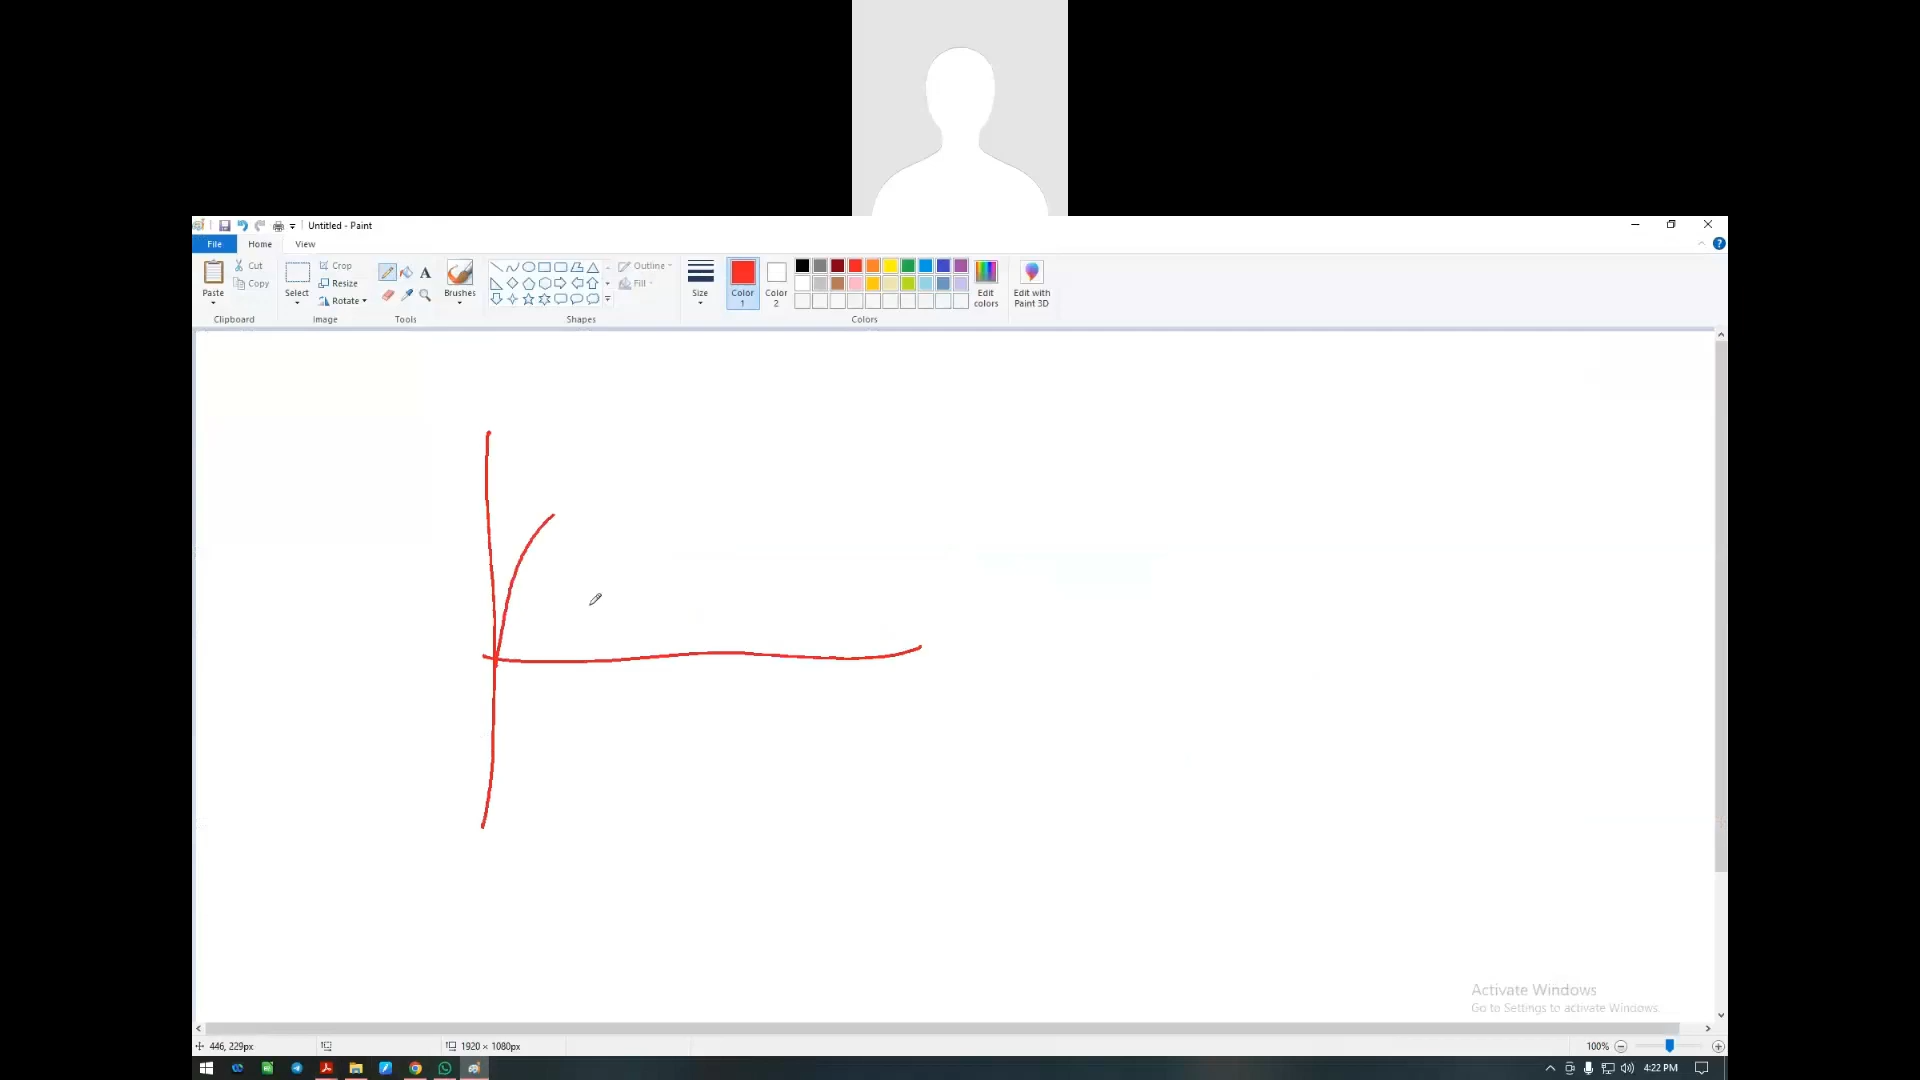 Untitled - Paint
File Home View
Paste
Cut
Copy
Clipboard
Select
Crop
Resize
Rotate
Image
A
Tools
Brushes
Outline
Fill
Shapes
Size
Color 1
Color 2
Edit colors
Colors
Edit with Paint 3D
Activate Windows
Go to Settings to activate Windows.
446, 229px
1920 × 1080px
100%
4:22 PM